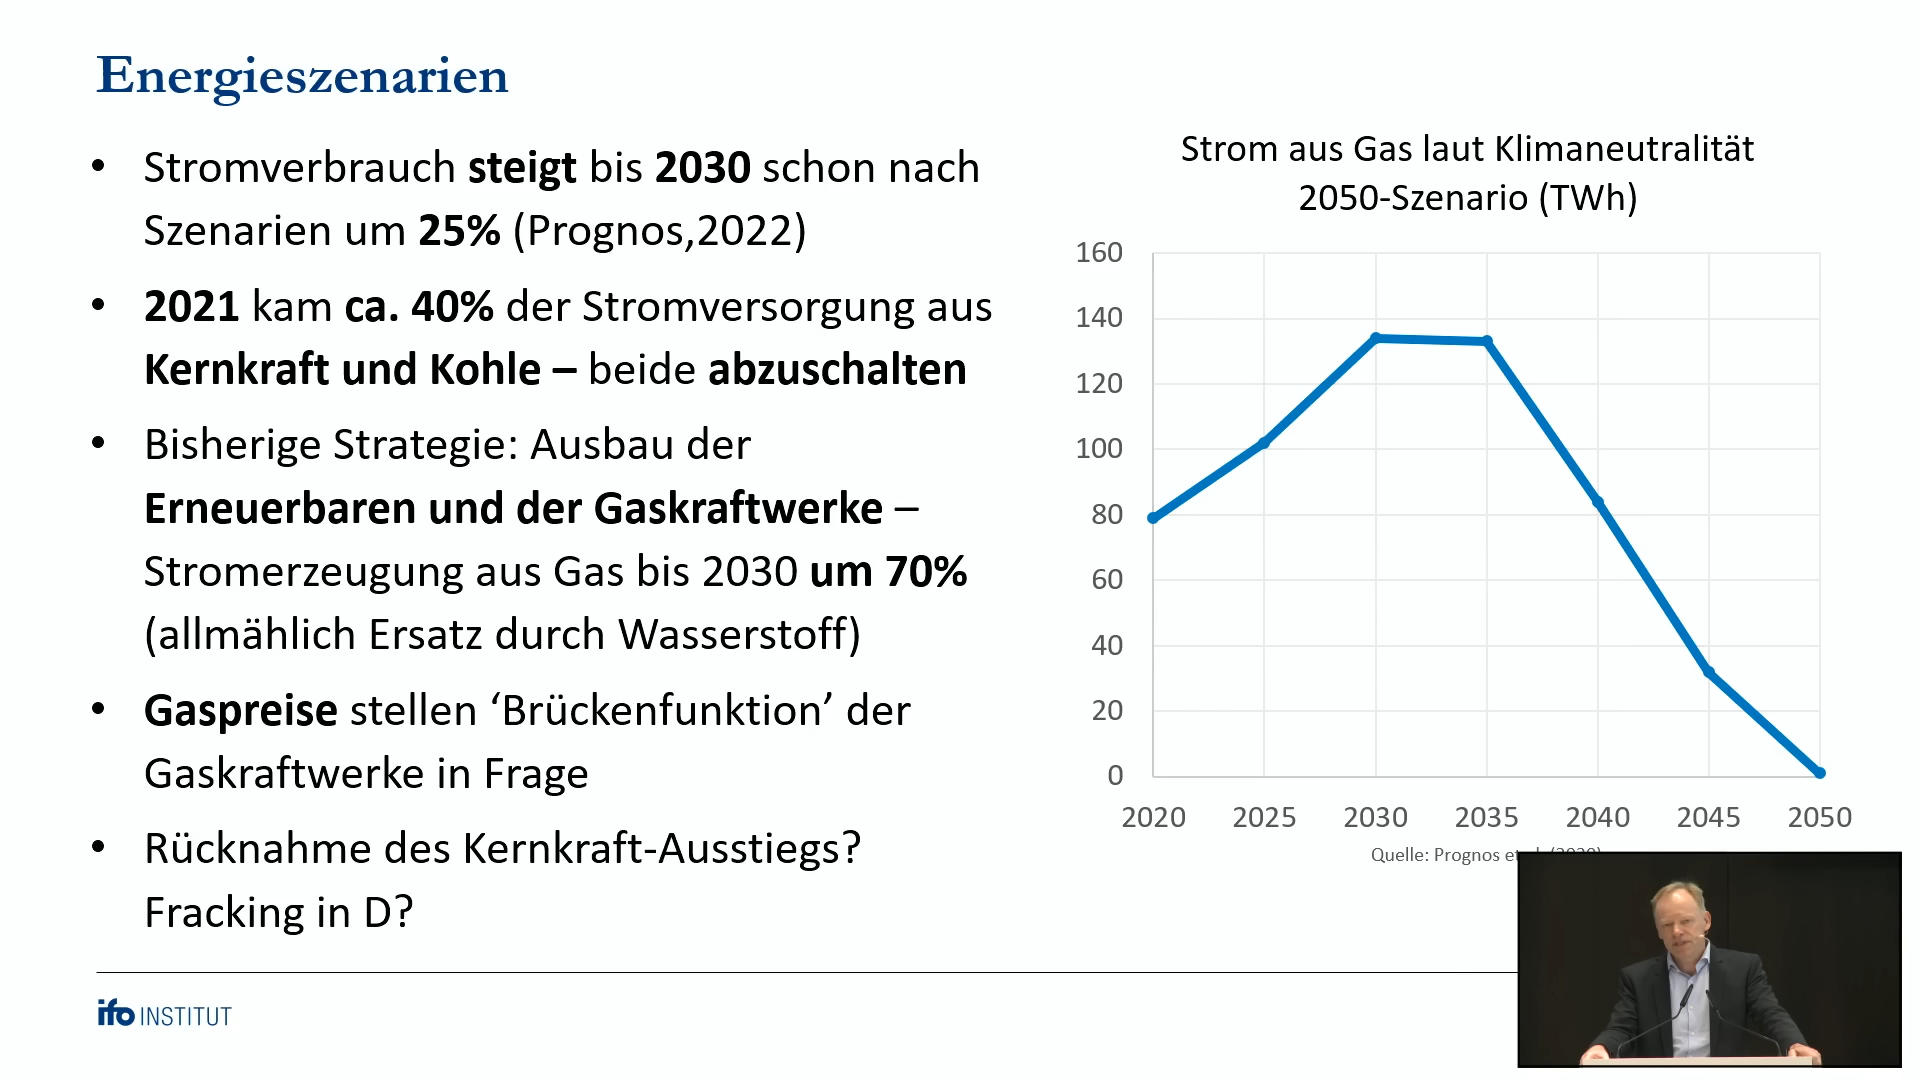 Energieszenarien
• Stromverbrauch steigt bis 2030 schon nach
Szenarien um 25% (Prognos,2022)
• 2021 kam ca. 40% der Stromversorgung aus
Kernkraft und Kohle – beide abzuschalten
• Bisherige Strategie: Ausbau der
Erneuerbaren und der Gaskraftwerke –
Stromerzeugung aus Gas bis 2030 um 70%
(allmählich Ersatz durch Wasserstoff)
• Gaspreise stellen ‘Brückenfunktion’ der
Gaskraftwerke in Frage
• Rücknahme des Kernkraft-Ausstiegs?
Fracking in D?
Strom aus Gas laut Klimaneutralität
2050-Szenario (TWh)
160
140
120
100
80
60
40
20
0
2020 2025 2030 2035 2040 2045 2050
Quelle: Prognos
ifo INSTITUT